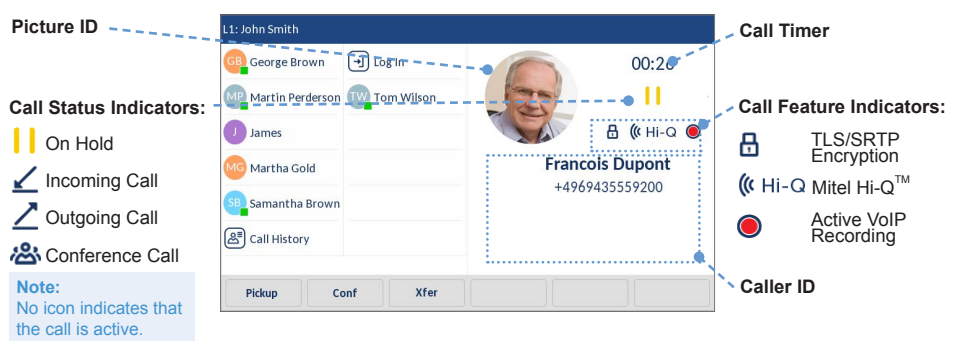 Picture ID
Call Status Indicators:
On Hold
Incoming Call
Outgoing Call
Conference Call
Note:
No icon indicates that
the call is active.
L1: John Smith
GB George Brown
Log In
MP Martin Perderson
TW Tom Wilson
J James
MG Martha Gold
SB Samantha Brown
Call History
00:26
Hi-Q
Francois Dupont
+4969435559200
Pickup
Conf
Xfer
Call Timer
Call Feature Indicators:
TLS/SRTP
Encryption
Hi-Q Mitel Hi-Q™
Active VoIP
Recording
Caller ID